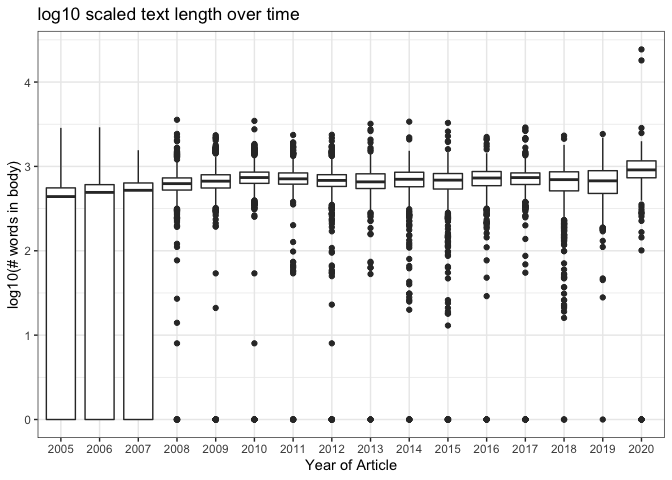 log10 scaled text length over time
log10(# words in body)
4
3
2
1
0
2005 2006 2007 2008 2009 2010 2011 2012 2013 2014 2015 2016 2017 2018 2019 2020
Year of Article